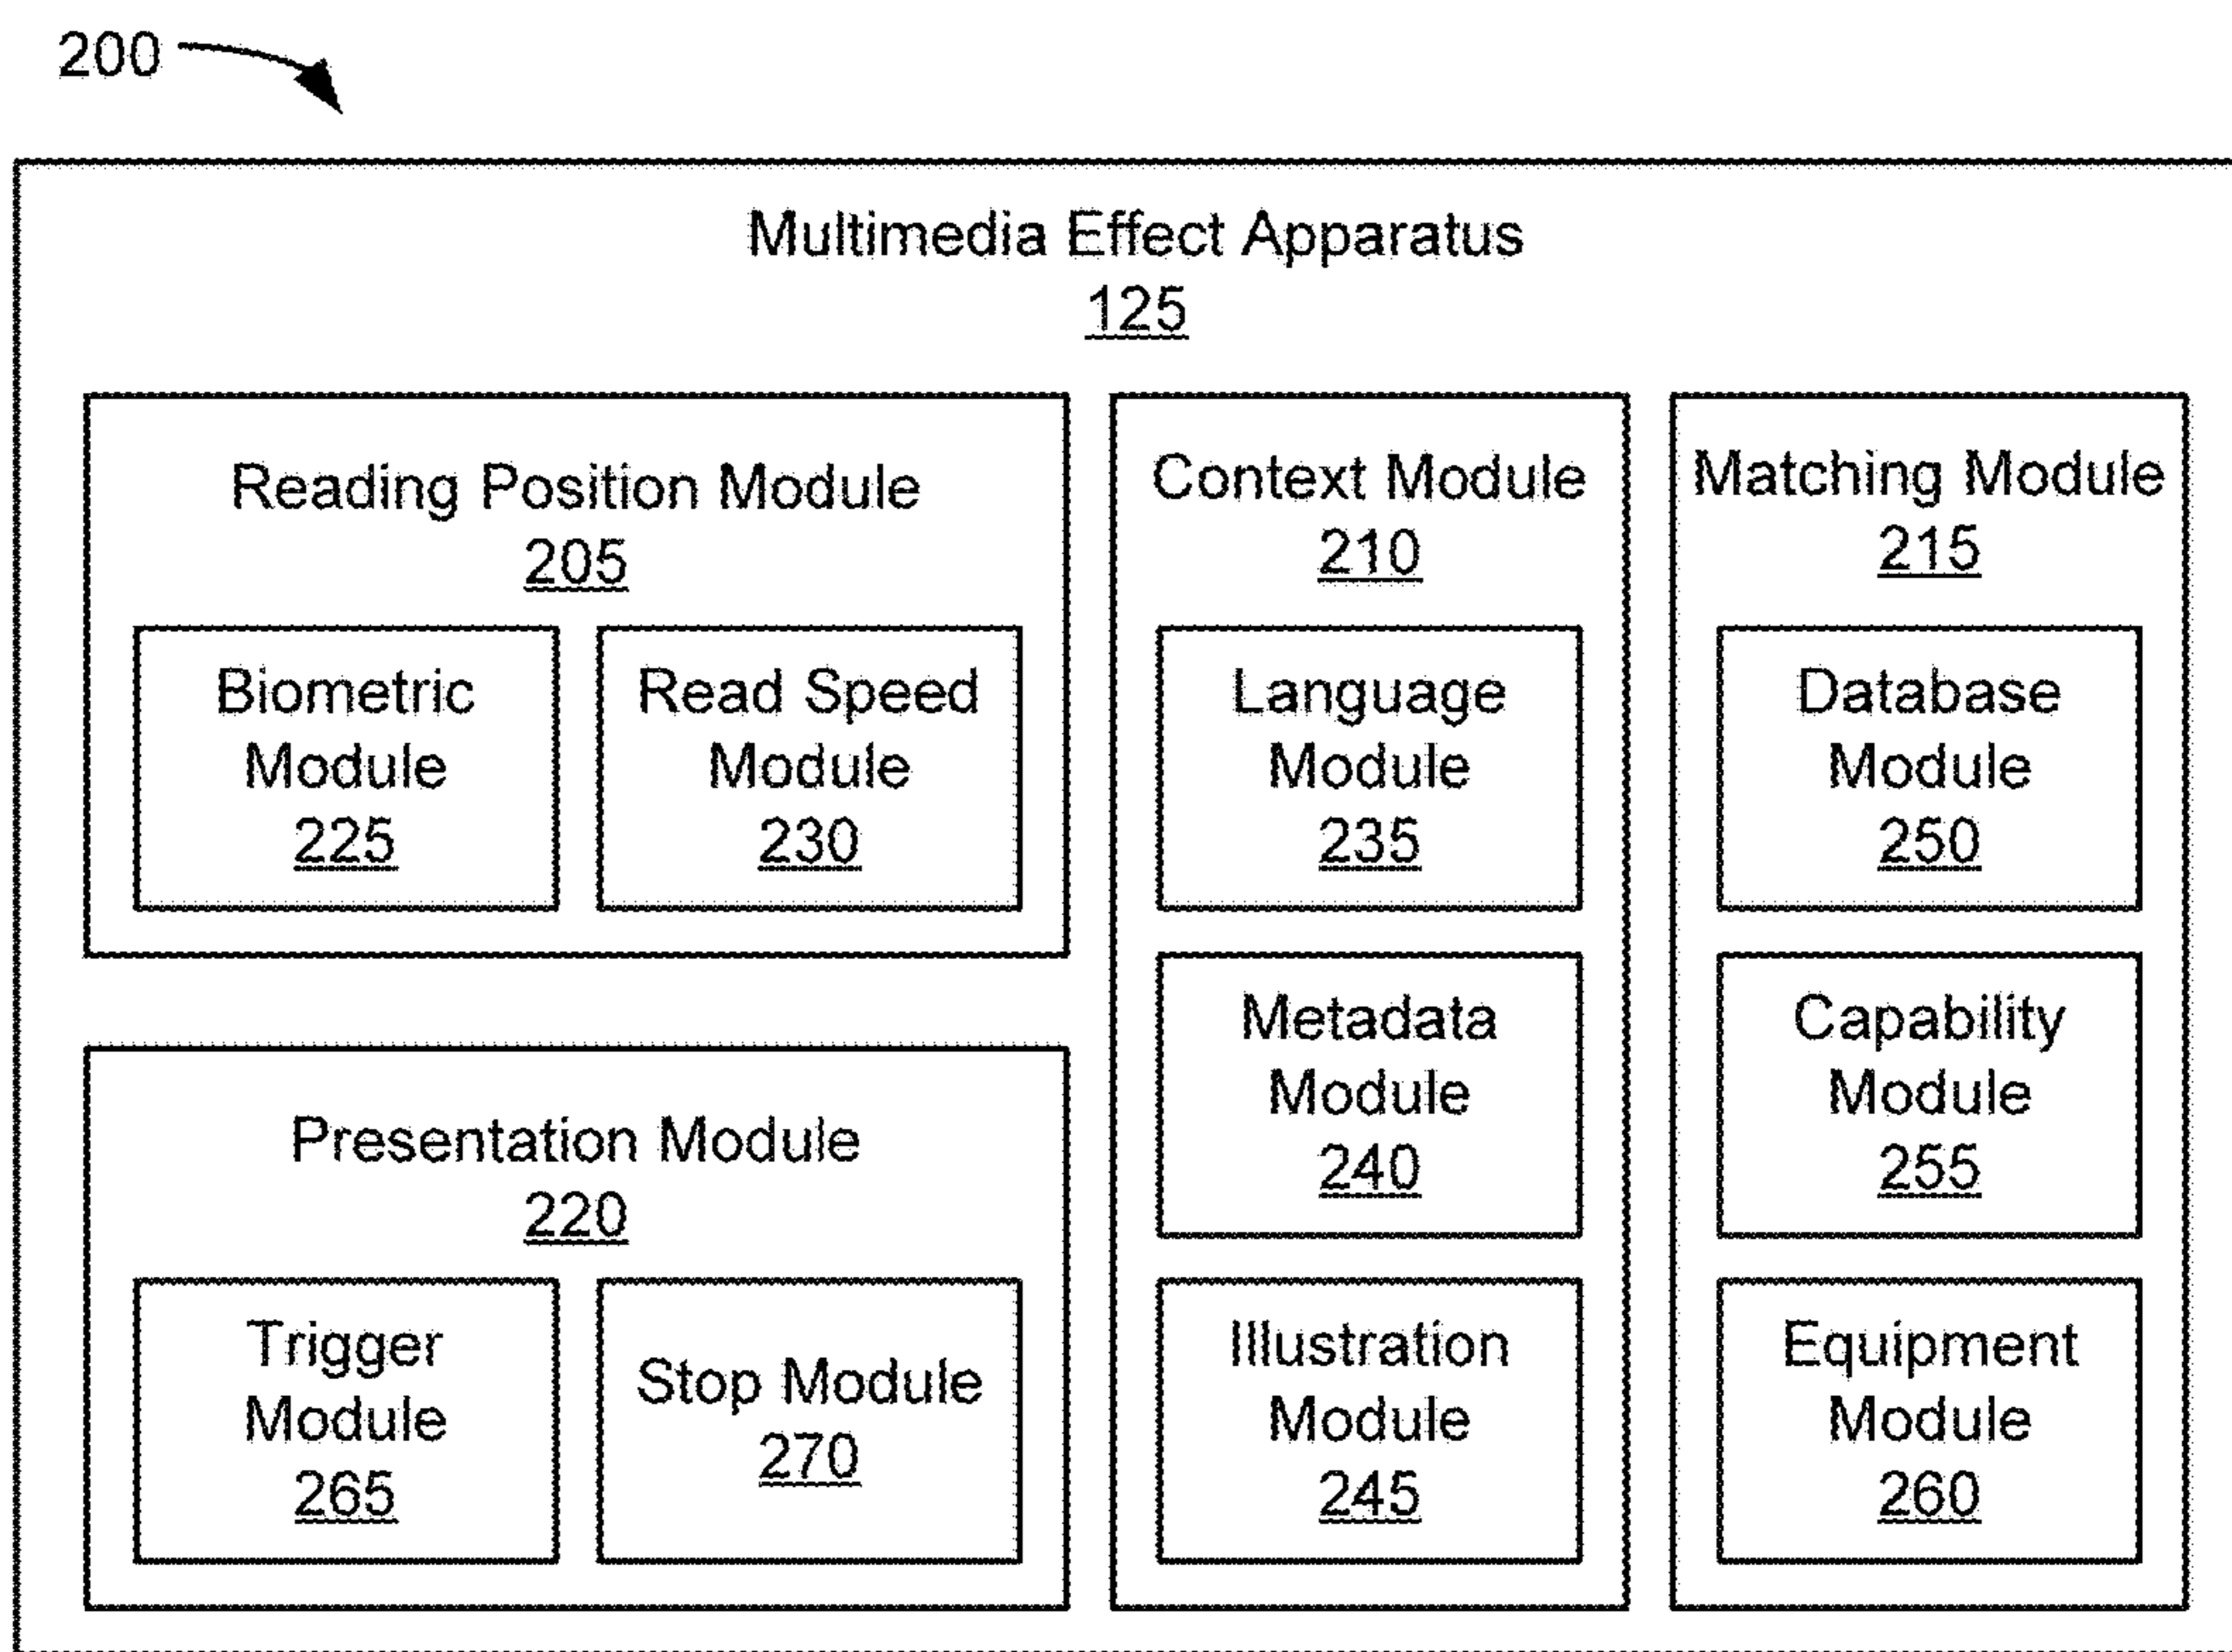 200
Multimedia Effect Apparatus
125
Reading Position Module
205
Biometric
Module
225
Read Speed
Module
230
Presentation Module
220
Trigger
Module
265
Stop Module
270
Context Module
210
Language
Module
235
Metadata
Module
240
Illustration
Module
245
Matching Module
215
Database
Module
250
Capability
Module
255
Equipment
Module
260